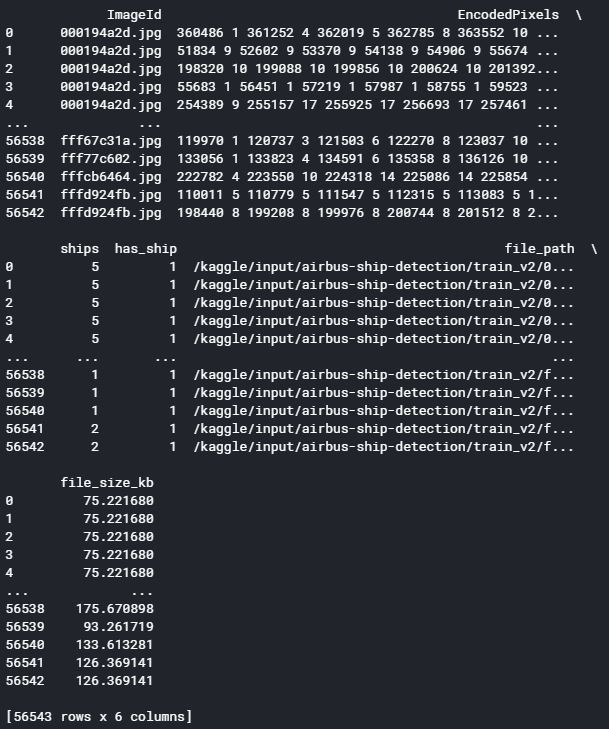 ImageId EncodedPixels \
0 000194a2d.jpg 360486 1 361252 4 362019 5 362785 8 363552 10 ...
1 000194a2d.jpg 51834 9 52602 9 53370 9 54138 9 54906 9 55674 ...
2 000194a2d.jpg 198320 10 199088 10 199856 10 200624 10 201392...
3 000194a2d.jpg 55683 1 56451 1 57219 1 57987 1 58755 1 59523 ...
4 000194a2d.jpg 254389 9 255157 17 255925 17 256693 17 257461 ...
... ... ...
56538 fff67c31a.jpg 119970 1 120737 3 121503 6 122270 8 123037 10 ...
56539 fff77c602.jpg 133056 1 133823 4 134591 6 135358 8 136126 10 ...
56540 fffcb6464.jpg 222782 4 223550 10 224318 14 225086 14 225854 ...
56541 fffd924fb.jpg 110011 5 110779 5 111547 5 112315 5 113083 5 1...
56542 fffd924fb.jpg 198440 8 199208 8 199976 8 200744 8 201512 8 2...
ships has_ship file_path \
0 5 1 /kaggle/input/airbus-ship-detection/train_v2/0...
1 5 1 /kaggle/input/airbus-ship-detection/train_v2/0...
2 5 1 /kaggle/input/airbus-ship-detection/train_v2/0...
3 5 1 /kaggle/input/airbus-ship-detection/train_v2/0...
4 5 1 /kaggle/input/airbus-ship-detection/train_v2/0...
... ... ... ...
56538 1 1 /kaggle/input/airbus-ship-detection/train_v2/f...
56539 1 1 /kaggle/input/airbus-ship-detection/train_v2/f...
56540 1 1 /kaggle/input/airbus-ship-detection/train_v2/f...
56541 2 1 /kaggle/input/airbus-ship-detection/train_v2/f...
56542 2 1 /kaggle/input/airbus-ship-detection/train_v2/f...
file_size_kb
0 75.221680
1 75.221680
2 75.221680
3 75.221680
4 75.221680
... ...
56538 175.670898
56539 93.261719
56540 133.613281
56541 126.369141
56542 126.369141
[56543 rows x 6 columns]